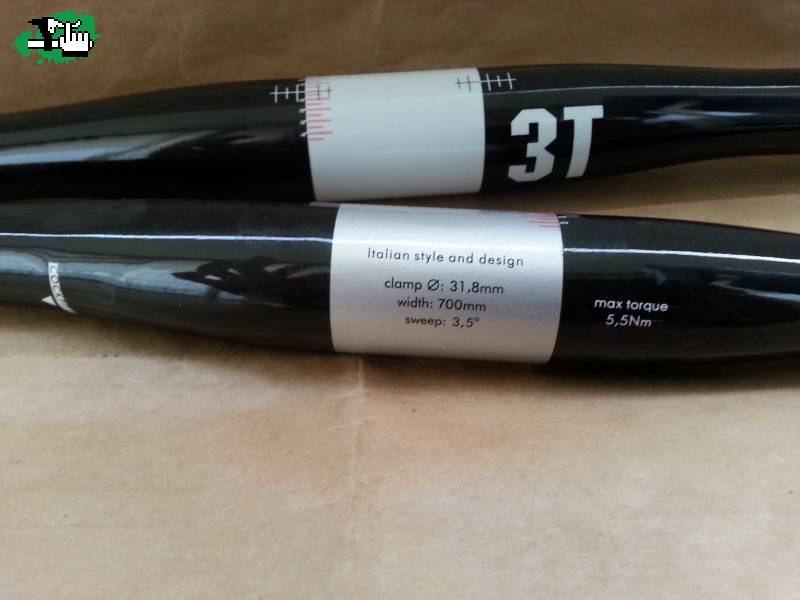 3T
Italian style and design
clamp Ø: 31,8mm
width: 700mm
sweep: 3,5°
max torque
5,5Nm